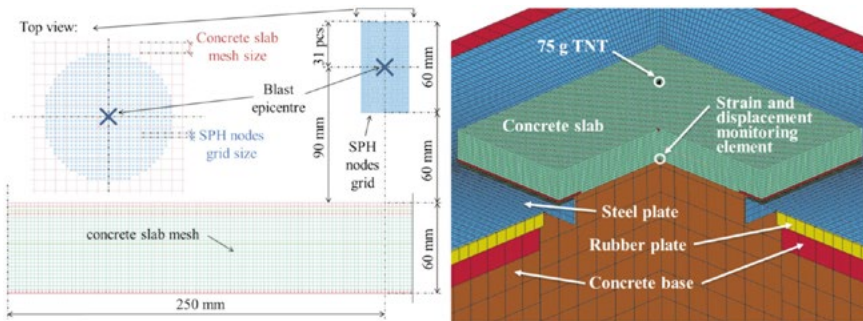 Top view:
Concrete slab
mesh size
Blast
epicentre
SPH nodes
grid size
31 pcs
60 mm
90 mm
SPH
nodes
grid
60 mm
concrete slab mesh
60 mm
250 mm
75 g TNT
Concrete slab
Strain and
displacement
monitoring
element
Steel plate
Rubber plate
Concrete base